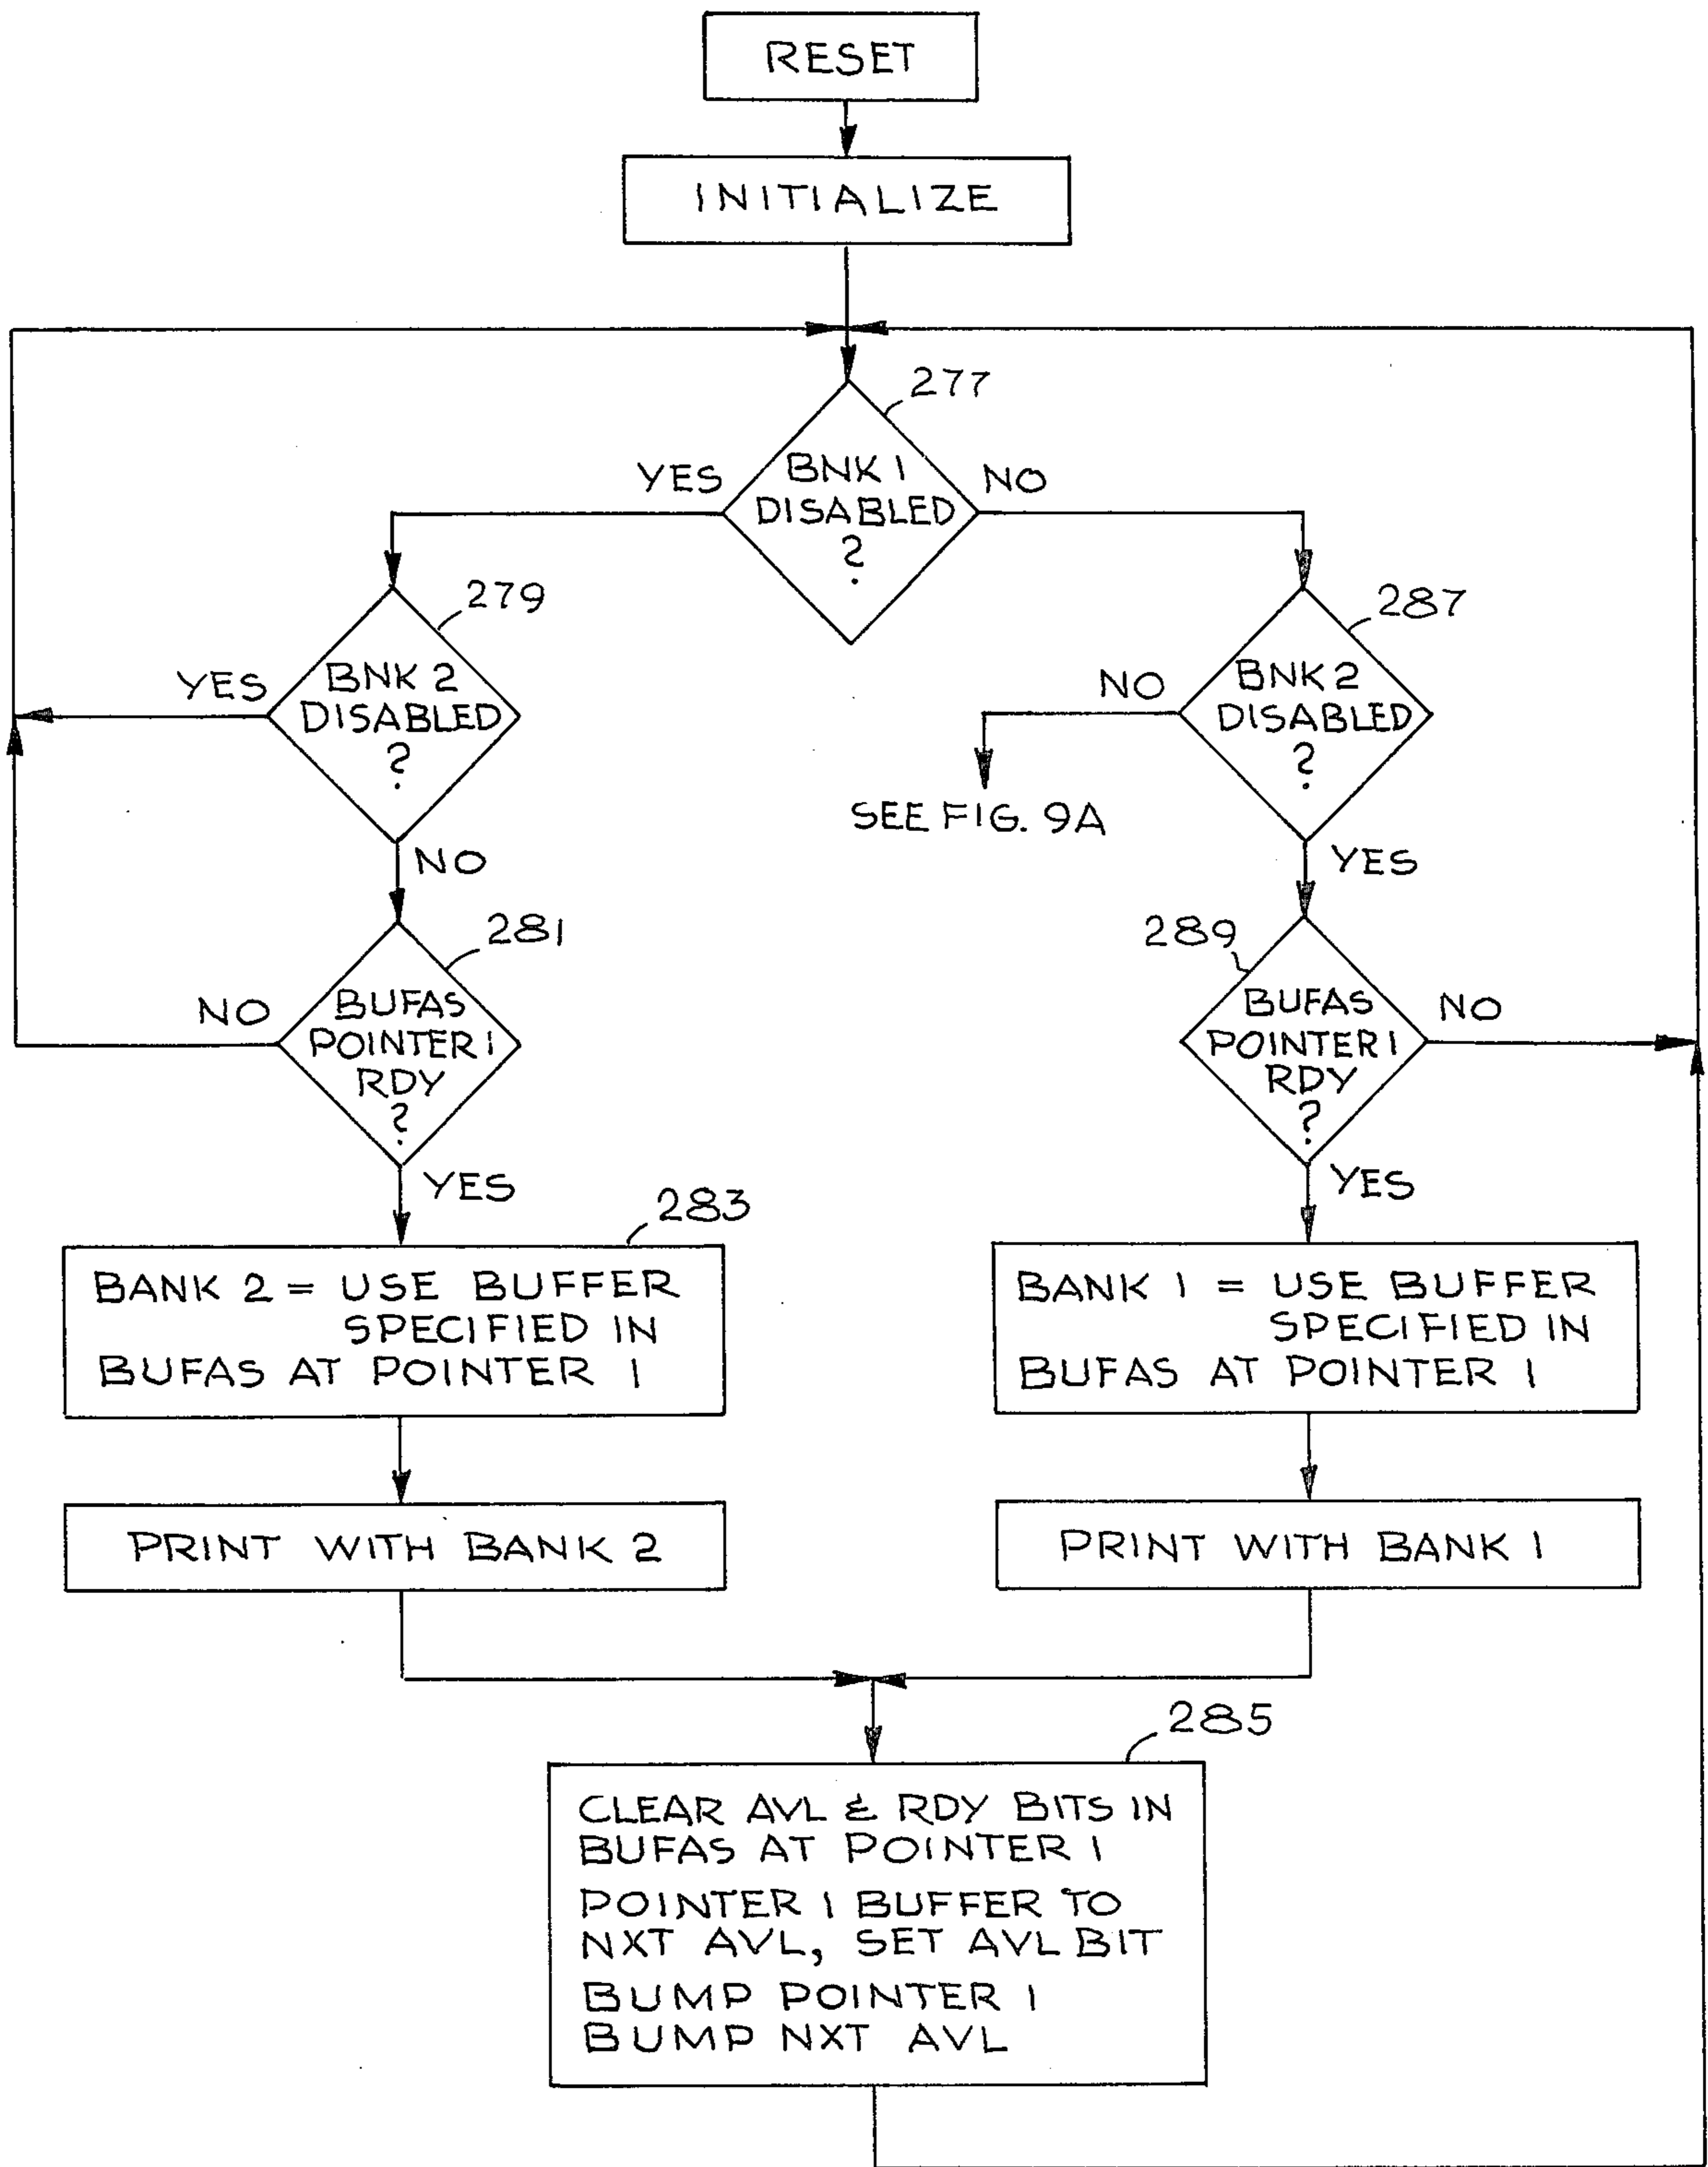 RESET
INITIALIZE
277
YES
BNK 1
DISABLED
?
NO
279
YES
BNK 2
DISABLED
?
NO
287
NO
BNK 2
DISABLED
?
SEE FIG. 9A
YES
281
NO
BUFAS
POINTER 1
RDY
?
YES
289
BUFAS
POINTER 1
RDY
?
NO
YES
283
BANK 2 = USE BUFFER
SPECIFIED IN
BUFAS AT POINTER 1
BANK 1 = USE BUFFER
SPECIFIED IN
BUFAS AT POINTER 1
PRINT WITH BANK 2
PRINT WITH BANK 1
285
CLEAR AVL & RDY BITS IN
BUFAS AT POINTER 1
POINTER 1 BUFFER TO
NXT AVL, SET AVL BIT
BUMP POINTER 1
BUMP NXT AVL